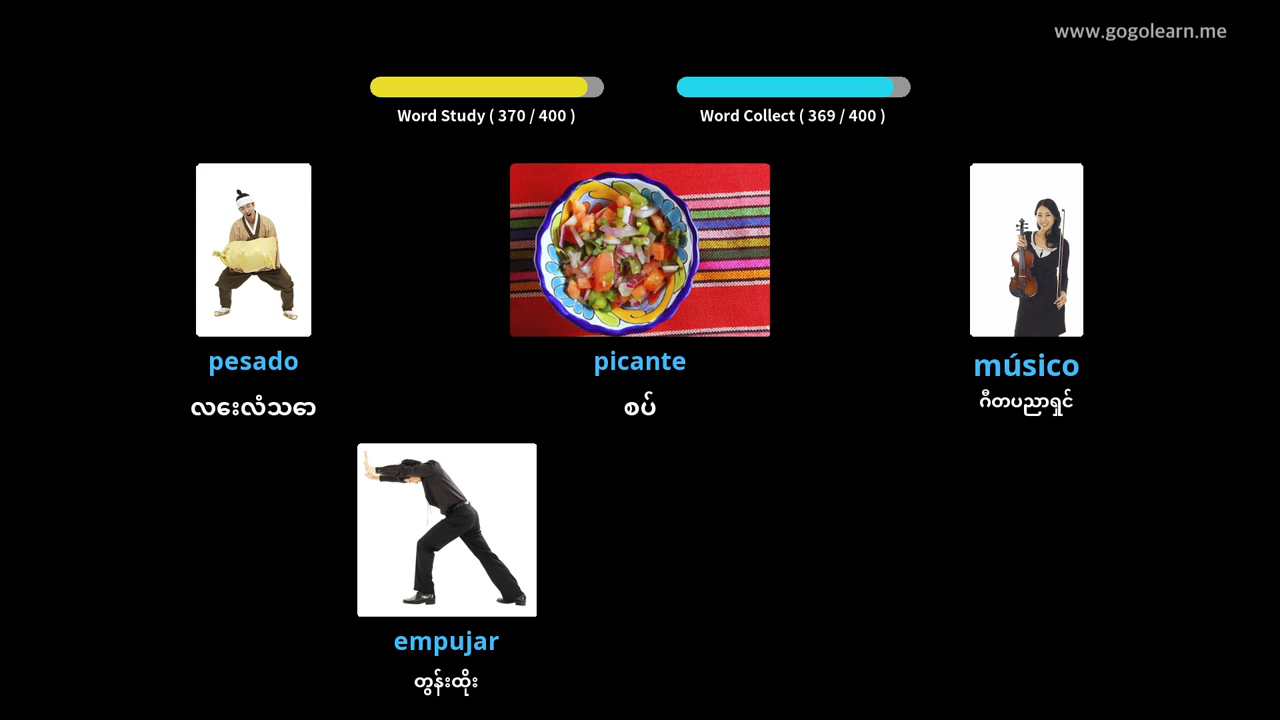 www.gogolearn.me
Word Study ( 370 / 400 )
Word Collect ( 369 / 400 )
pesado
picante
músico
လေးလံသော
စပ်
ဂီတပညာရှင်
empujar
တွန်းထိုး